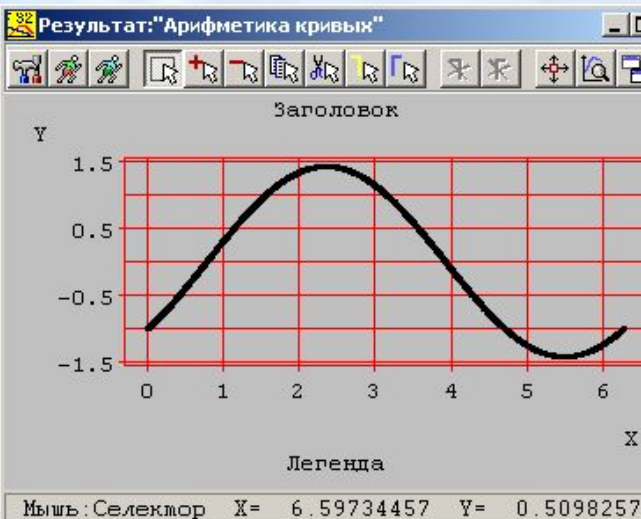 Результат:"Арифметика кривых"
Заголовок
Y
1.5
0.5
-0.5
-1.5
0 1 2 3 4 5 6
X
Легенда
Мышь:Селектор X= 6.59734457 Y= 0.5098257